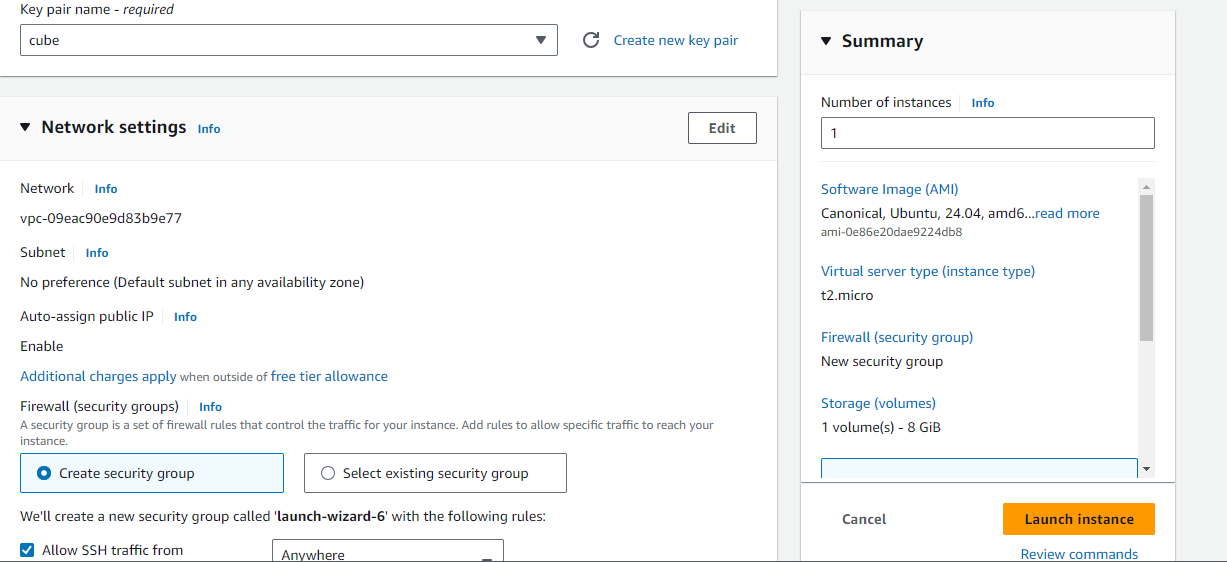 Key pair name - required
cube
Create new key pair
Network settings Info
Edit
Network Info
vpc-09eac90e9d83b9e77
Subnet Info
No preference (Default subnet in any availability zone)
Auto-assign public IP Info
Enable
Additional charges apply when outside of free tier allowance
Firewall (security groups) Info
A security group is a set of firewall rules that control the traffic for your instance. Add rules to allow specific traffic to reach your
instance.
Create security group
Select existing security group
We'll create a new security group called 'launch-wizard-6' with the following rules:
Allow SSH traffic from
Anywhere
Summary
Number of instances Info
1
Software Image (AMI)
Canonical, Ubuntu, 24.04, amd6...read more
ami-0e86e20dae9224db8
Virtual server type (instance type)
t2.micro
Firewall (security group)
New security group
Storage (volumes)
1 volume(s) - 8 GiB
Cancel
Launch instance
Review commands